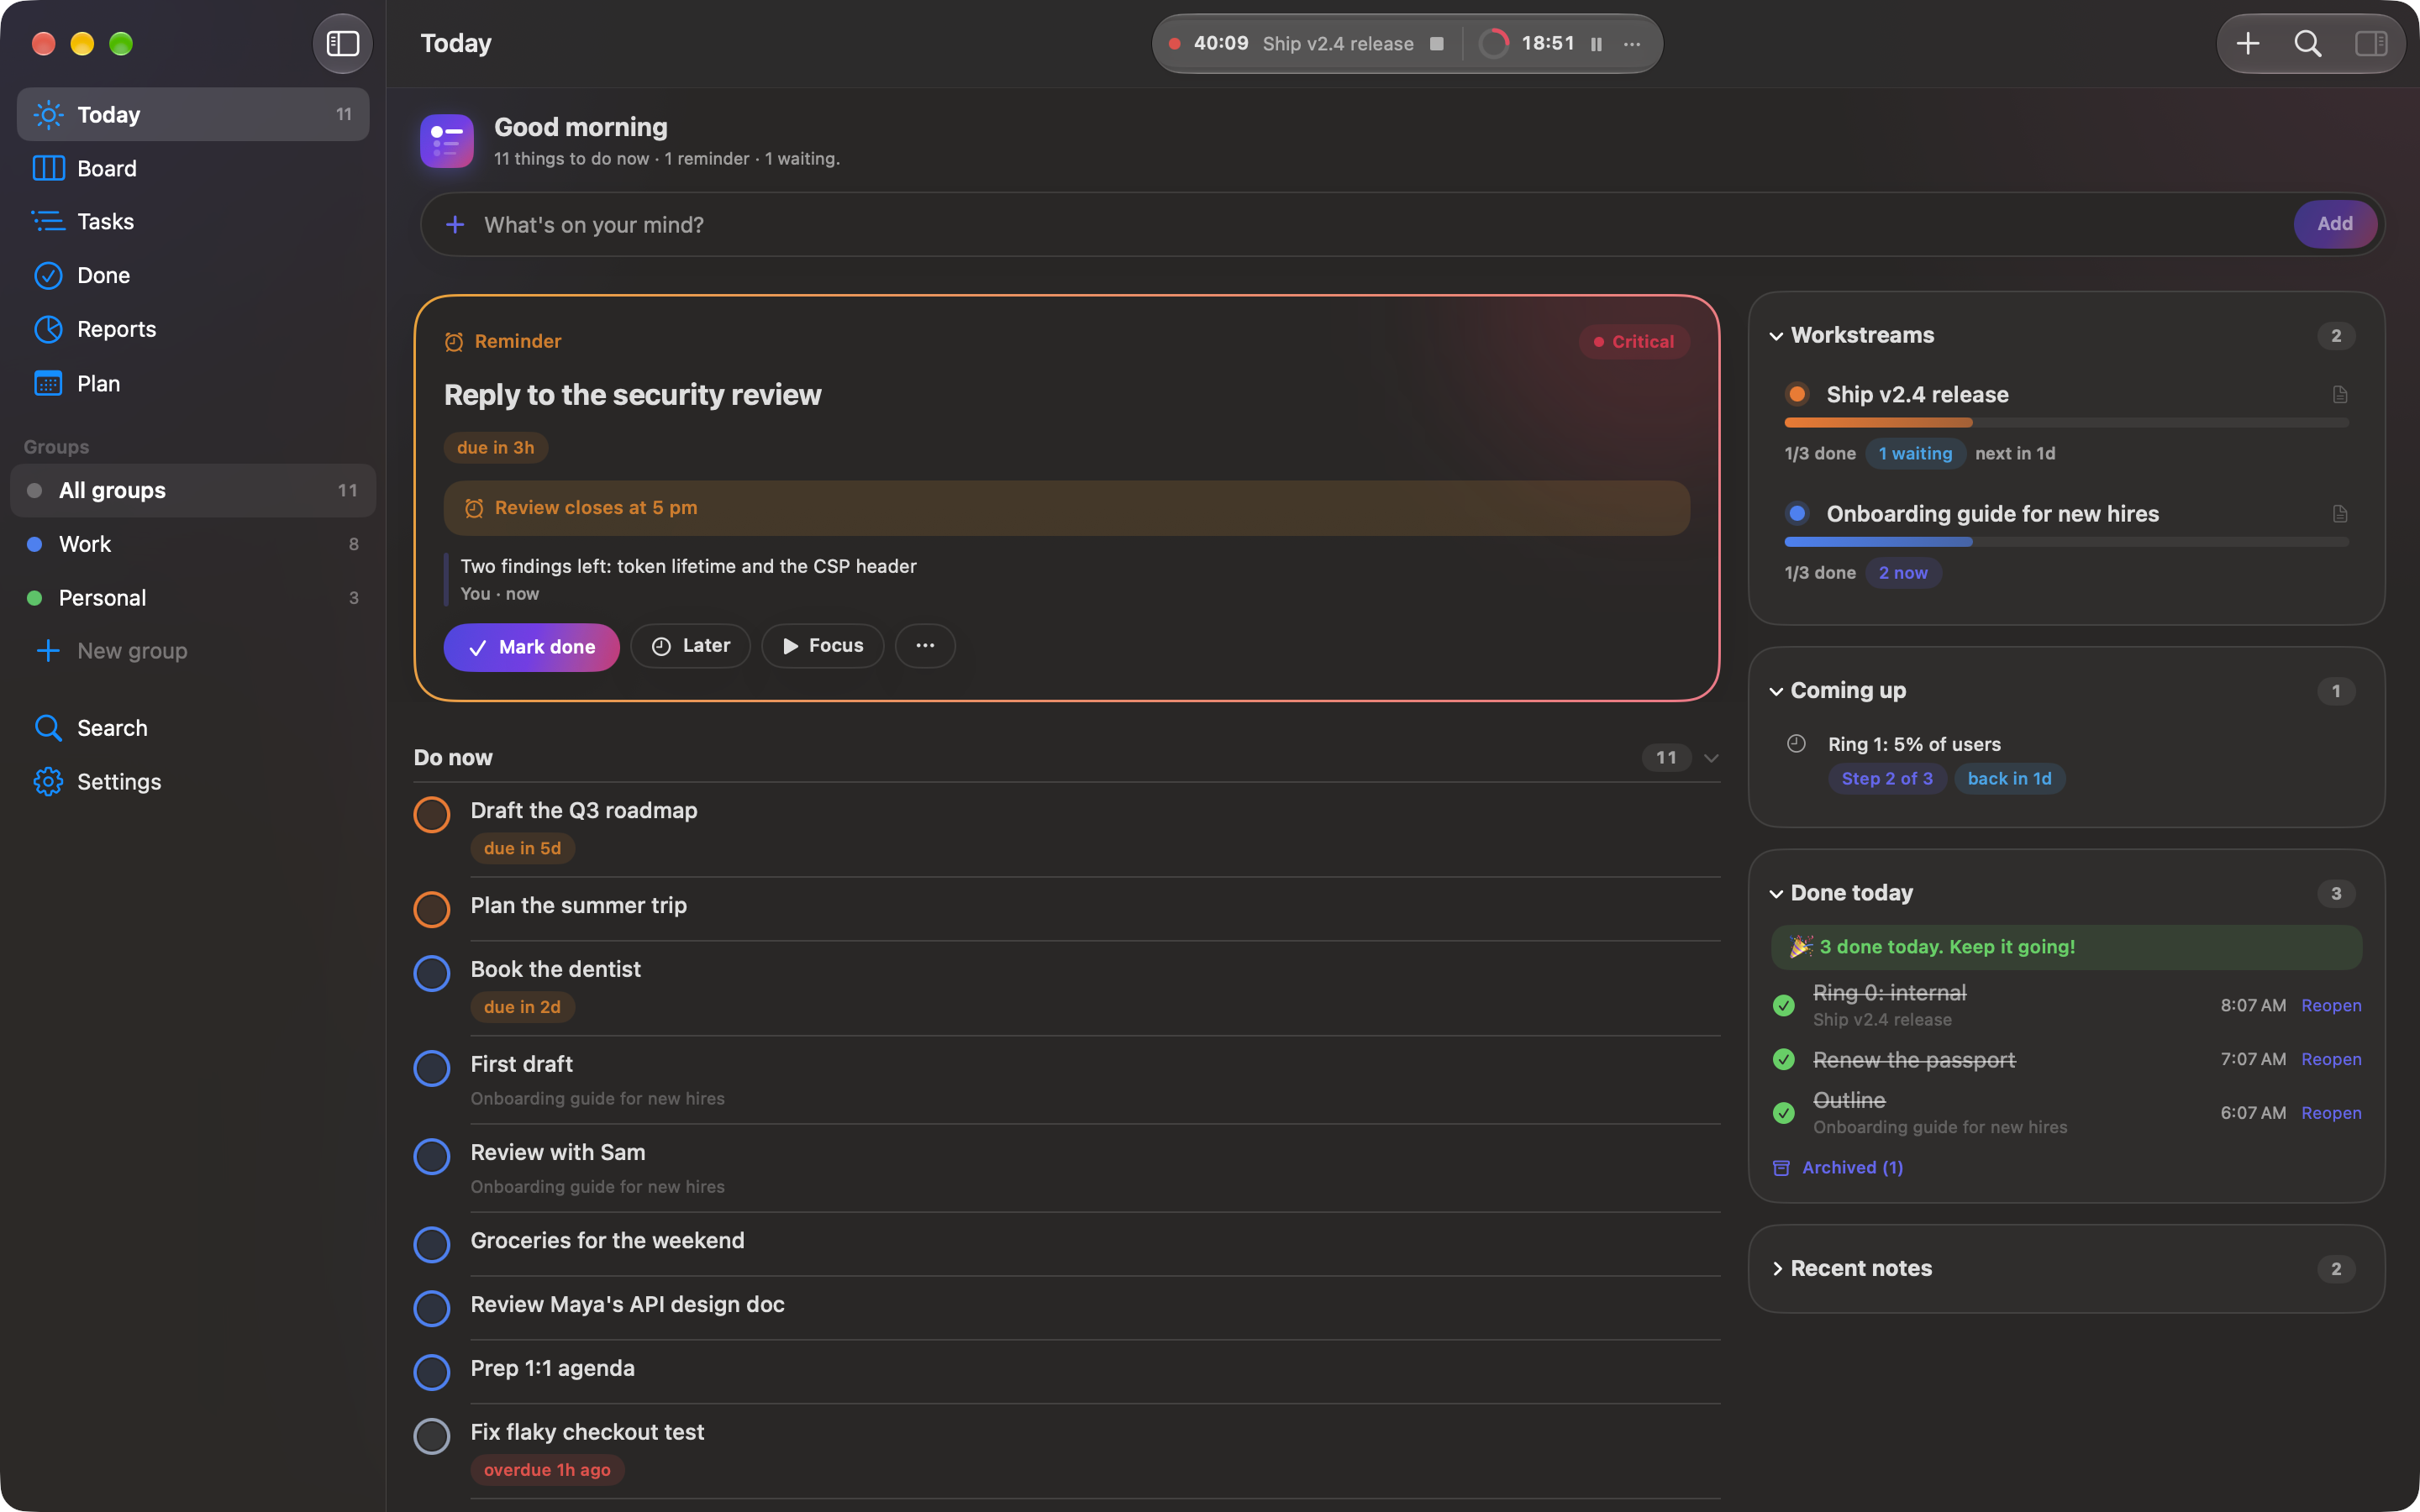 Today
40:09 Ship v2.4 release 18:51
Today 11
Board
Tasks
Done
Reports
Plan
Groups
All groups 11
Work 8
Personal 3
New group
Search
Settings
Good morning
11 things to do now · 1 reminder · 1 waiting.
What's on your mind?
Add
Reminder
Critical
Reply to the security review
due in 3h
Review closes at 5 pm
Two findings left: token lifetime and the CSP header
You · now
Mark done
Later
Focus
Do now 11
Draft the Q3 roadmap
due in 5d
Plan the summer trip
Book the dentist
due in 2d
First draft
Onboarding guide for new hires
Review with Sam
Onboarding guide for new hires
Groceries for the weekend
Review Maya's API design doc
Prep 1:1 agenda
Fix flaky checkout test
overdue 1h ago
Workstreams 2
Ship v2.4 release
1/3 done 1 waiting next in 1d
Onboarding guide for new hires
1/3 done 2 now
Coming up 1
Ring 1: 5% of users
Step 2 of 3 back in 1d
Done today 3
🎉 3 done today. Keep it going!
Ring 0: internal
Ship v2.4 release
8:07 AM Reopen
Renew the passport
7:07 AM Reopen
Outline
Onboarding guide for new hires
6:07 AM Reopen
Archived (1)
Recent notes 2